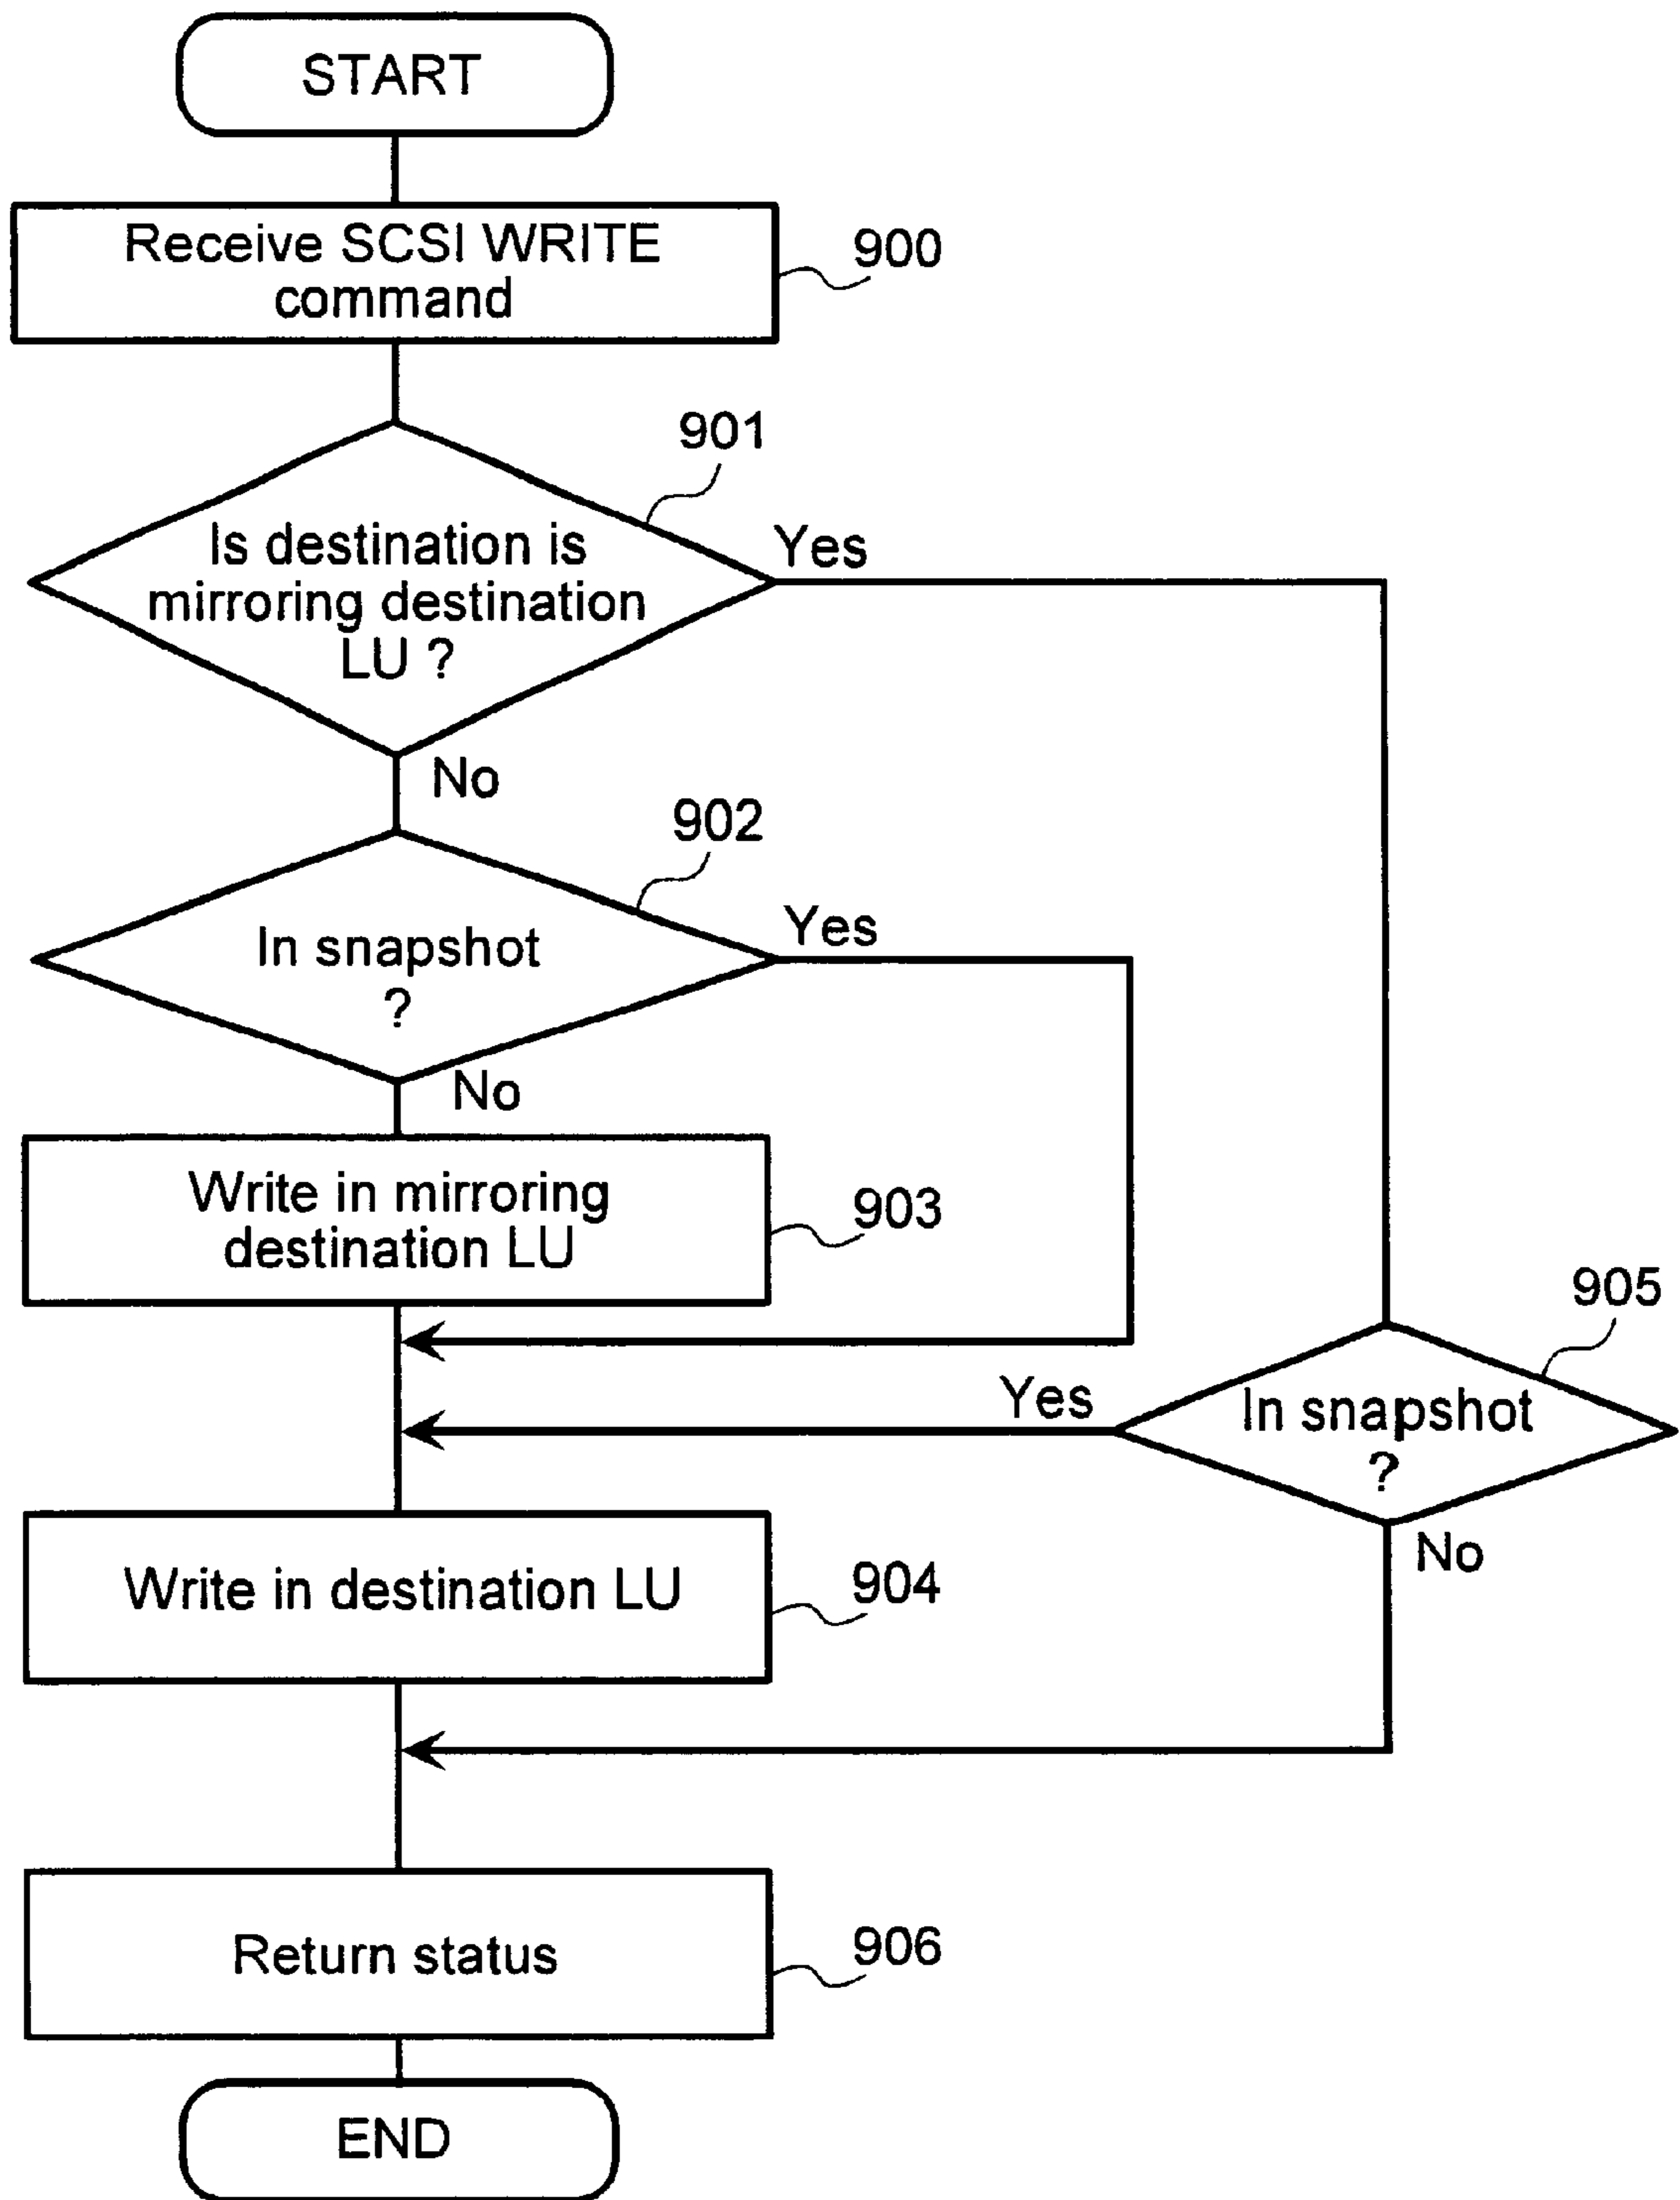 START
Receive SCSI WRITE
command
900
901
Is destination is
mirroring destination
LU ?
Yes
No
902
In snapshot
?
Yes
No
Write in mirroring
destination LU
903
905
In snapshot
?
Yes
No
Write in destination LU
904
Return status
906
END